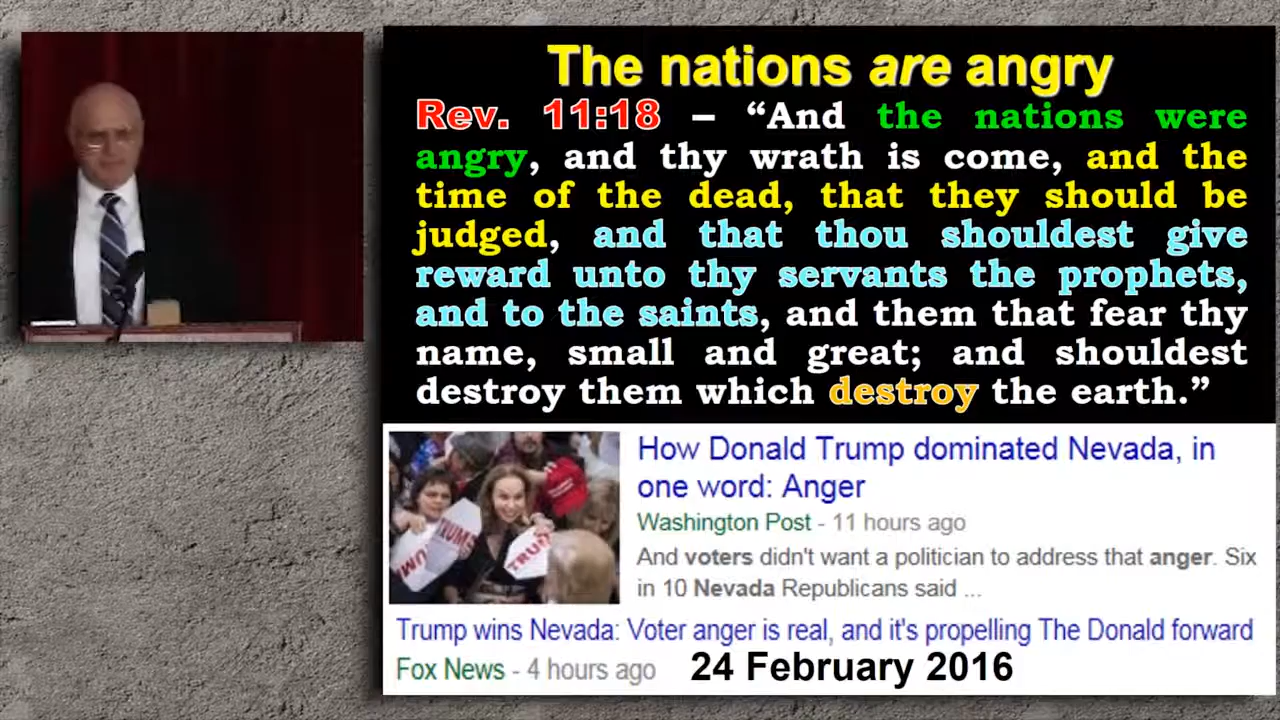 The nations are angry
Rev. 11:18 – “And the nations were
angry, and thy wrath is come, and the
time of the dead, that they should be
judged, and that thou shouldest give
reward unto thy servants the prophets,
and to the saints, and them that fear thy
name, small and great; and shouldest
destroy them which destroy the earth.”
TRUMP
TRUMP
How Donald Trump dominated Nevada, in
one word: Anger
Washington Post - 11 hours ago
And voters didn't want a politician to address that anger. Six
in 10 Nevada Republicans said ...
Trump wins Nevada: Voter anger is real, and it's propelling The Donald forward
Fox News - 4 hours ago 24 February 2016